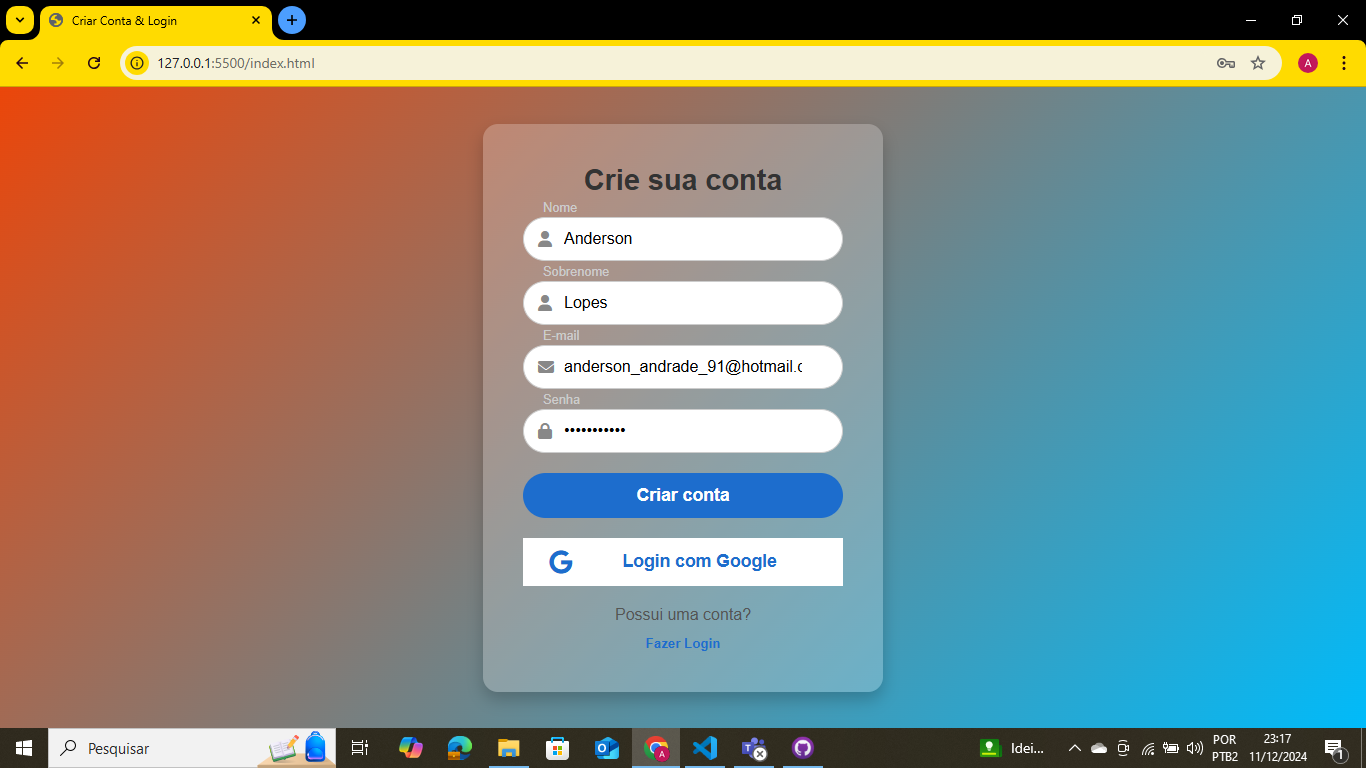 Criar Conta & Login
127.0.0.1:5500/index.html
A
Crie sua conta
Nome
Anderson
Sobrenome
Lopes
E-mail
anderson_andrade_91@hotmail.c
Senha
•••••••••••
Criar conta
G Login com Google
Possui uma conta?
Fazer Login
Pesquisar
Idei...
POR
PTB2
23:17
11/12/2024
1